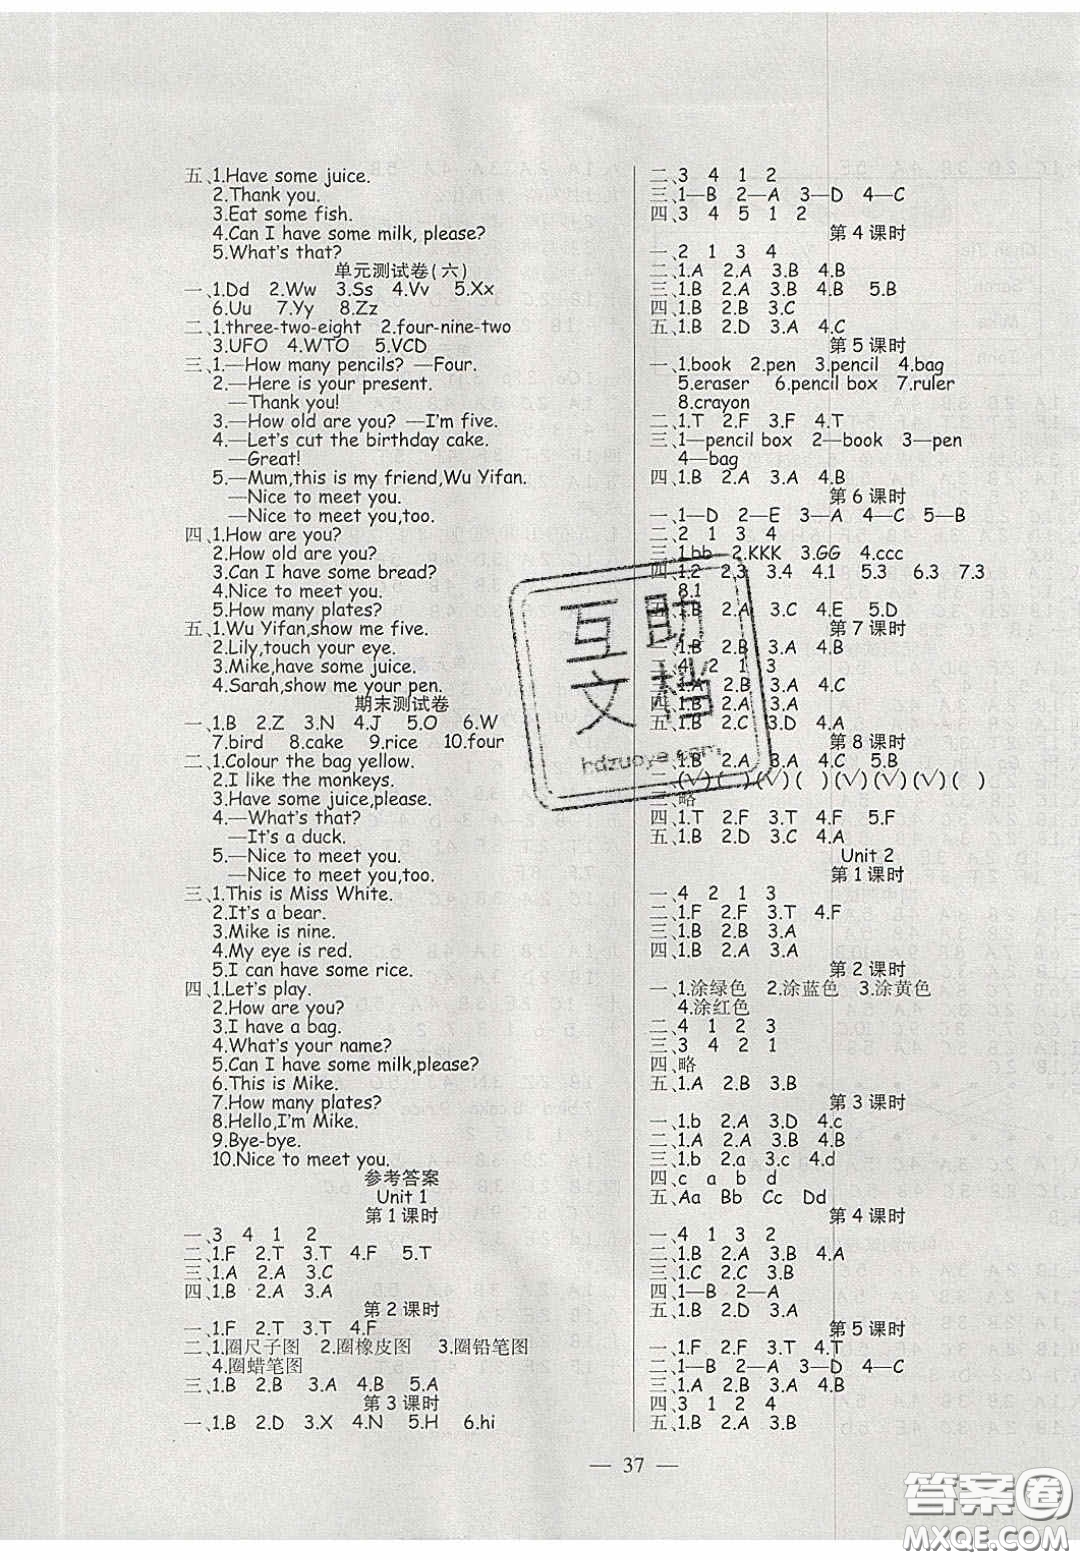 五、1.Have some juice.
2.Thank you.
3.Eat some fish.
4.Can I have some milk, please?
5.What's that?
单元测试卷(六)
一、1.Dd 2.Ww 3.Ss 4.Vv 5.Xx
6.Uu 7.Yy 8.Zz
二、1.three-two-eight 2.four-nine-two
3.UFO 4.WTO 5.VCD
三、1.—How many pencils? —Four.
2.—Here is your present.
—Thank you!
3.—How old are you? —I'm five.
4.—Let's cut the birthday cake.
—Great!
5.—Mum,this is my friend,Wu Yifan.
—Nice to meet you.
—Nice to meet you,too.
四、1.How are you?
2.How old are you?
3.Can I have some bread?
4.Nice to meet you.
5.How many plates?
五、1.Wu Yifan,show me five.
2.Lily,touch your eye.
3.Mike,have some juice.
4.Sarah,show me your pen.
期末测试卷
一、1.B 2.Z 3.N 4.J 5.O 6.W
7.bird 8.cake 9.rice 10.four
二、1.Colour the bag yellow.
2.I like the monkeys.
3.Have some juice,please.
4.—What's that?
—It's a duck.
5.—Nice to meet you.
—Nice to meet you,too.
三、1.This is Miss White.
2.It's a bear.
3.Mike is nine.
4.My eye is red.
5.I can have some rice.
四、1.Let's play.
2.How are you?
3.I have a bag.
4.What's your name?
5.Can I have some milk,please?
6.This is Mike.
7.How many plates?
8.Hello,I'm Mike.
9.Bye-bye.
10.Nice to meet you.
参考答案
Unit 1
第1课时
一、3 4 1 2
二、1.F 2.T 3.T 4.F 5.T
三、1.A 2.A 3.C
四、1.B 2.A 3.A
第2课时
一、1.F 2.T 3.T 4.F
二、1.圈尺子图 2.圈橡皮图 3.圈铅笔图
4.圈蜡笔图
三、1.B 2.B 3.A 4.B 5.A
第3课时
一、1.B 2.D 3.X 4.N 5.H 6.hi
二、3 4 1 2
三、1—B 2—A 3—D 4—C
四、3 4 5 1 2
第4课时
一、2 1 3 4
二、1.A 2.A 3.B 4.B
三、1.B 2.A 3.B 4.B 5.B
四、1.B 2.B 3.C
五、1.B 2.D 3.A 4.C
第5课时
一、1.book 2.pen 3.pencil 4.bag
5.eraser 6.pencil box 7.ruler
8.crayon
二、1.T 2.F 3.F 4.T
三、1—pencil box 2—book 3—pen
4—bag
四、1.B 2.A 3.A 4.B
第6课时
一、1—D 2—E 3—A 4—C 5—B
二、2 1 3 4
三、1.bb 2.KKK 3.GG 4.ccc
四、1.2 2.3 3.4 4.1 5.3 6.3 7.3
8.1
五、1.B 2.A 3.C 4.E 5.D
第7课时
一、1.B 2.B 3.A 4.B
二、4 2 1 3
三、1.A 2.B 3.A 4.C
四、1.B 2.A
五、1.B 2.C 3.D 4.A
第8课时
一、1.B 2.A 3.A 4.C 5.B
二、(√) ( ) (√) ( ) (√) (√) (√) ( )
三、略
四、1.T 2.F 3.T 4.F 5.F
五、1.B 2.D 3.C 4.A
Unit 2
第1课时
一、4 2 1 3
二、1.F 2.F 3.T 4.F
三、1.B 2.B 3.A
四、1.B 2.A 3.A
第2课时
一、1.涂绿色 2.涂蓝色 3.涂黄色
4.涂红色
二、4 1 2 3
三、3 4 2 1
四、略
五、1.A 2.B 3.B
第3课时
一、1.b 2.A 3.D 4.c
二、1.A 2.A 3.B 4.B
三、1.b 2.a 3.c 4.d
四、c a b d
五、Aa Bb Cc Dd
第4课时
一、4 1 3 2
二、1.B 2.A 3.B 4.A
三、1.C 2.C 3.B
四、1—B 2—A
五、1.B 2.D 3.A
第5课时
一、1.F 2.F 3.T 4.T
二、1—B 2—A 3—D 4—C
三、1.A 2.B 3.A 4.B
四、3 1 2 4
五、1.B 2.A 3.B
— 37 —
互助
文档
hdzuoye.com
答案圈
MXQE.COM